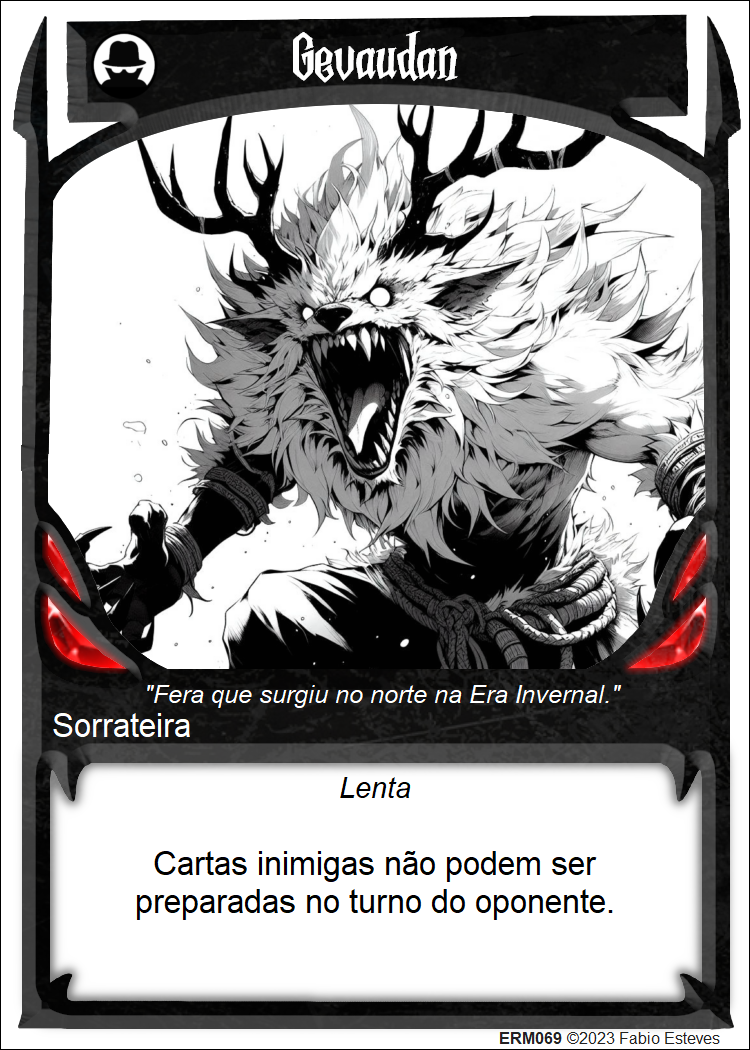 Gevaudan
"Fera que surgiu no norte na Era Invernal."
Sorrateira
Lenta
Cartas inimigas não podem ser
preparadas no turno do oponente.
ERM069 ©2023 Fabio Esteves